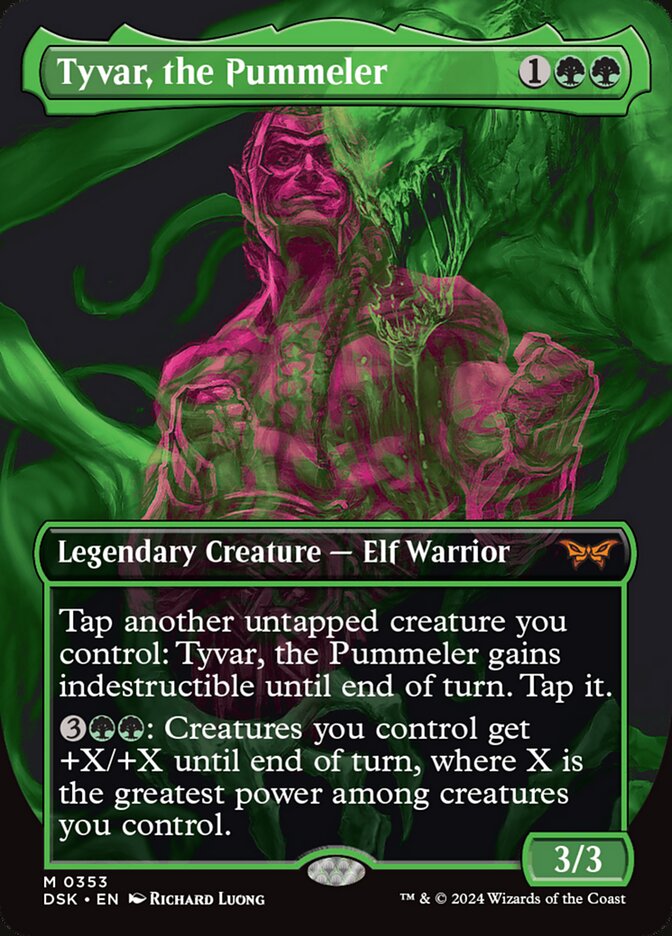 Tyvar, the Pummeler 1
Legendary Creature — Elf Warrior
Tap another untapped creature you
control: Tyvar, the Pummeler gains
indestructible until end of turn. Tap it.
3: Creatures you control get
+X/+X until end of turn, where X is
the greatest power among creatures
you control.
3/3
M 0353
DSK • EN Richard Luong
™ & © 2024 Wizards of the Coast